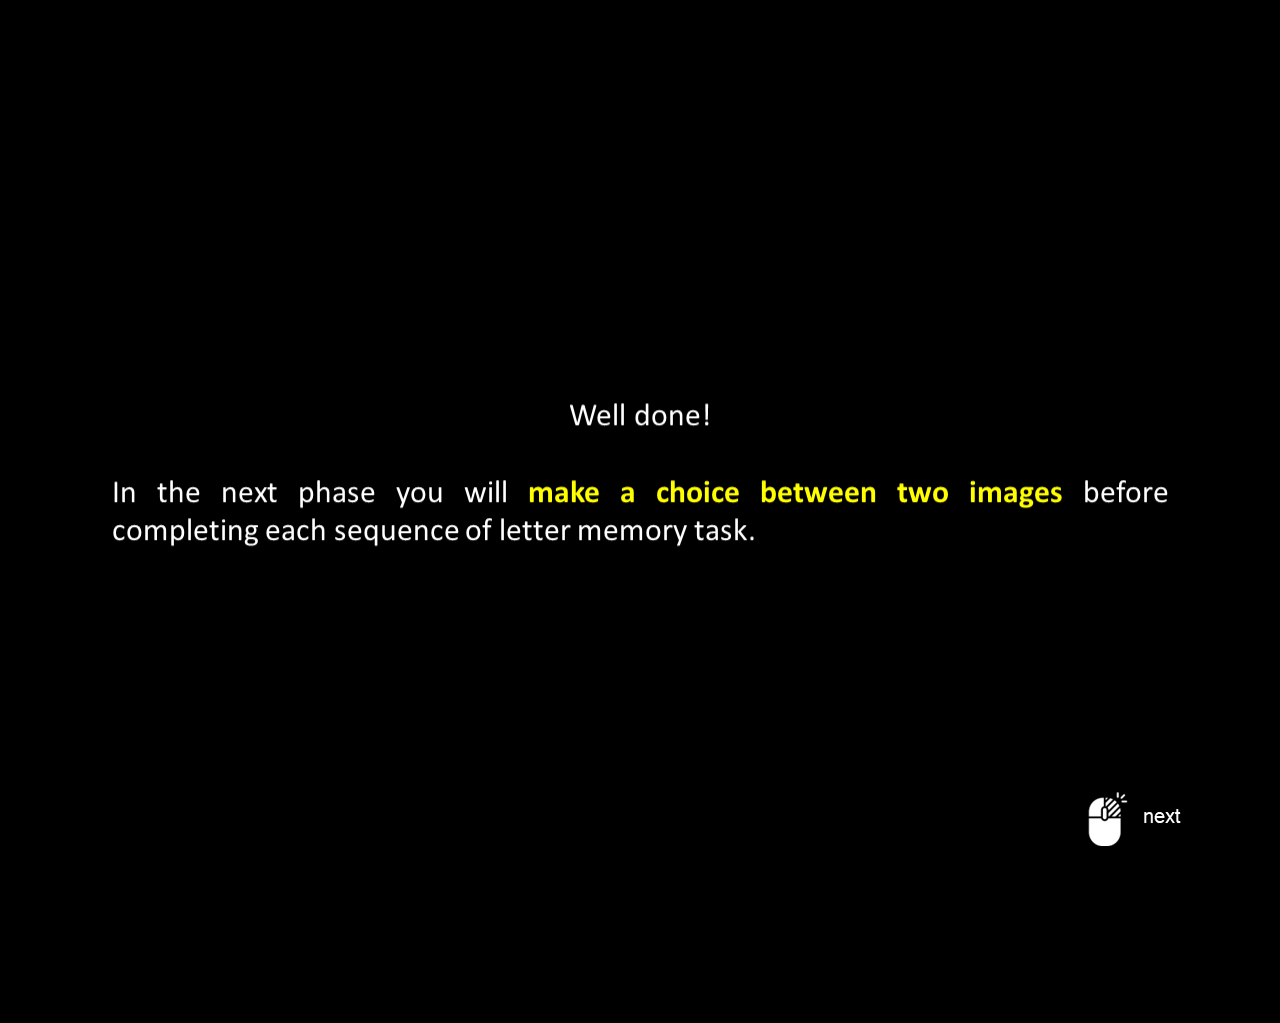 Well done!
In the next phase you will make a choice between two images before
completing each sequence of letter memory task.
next